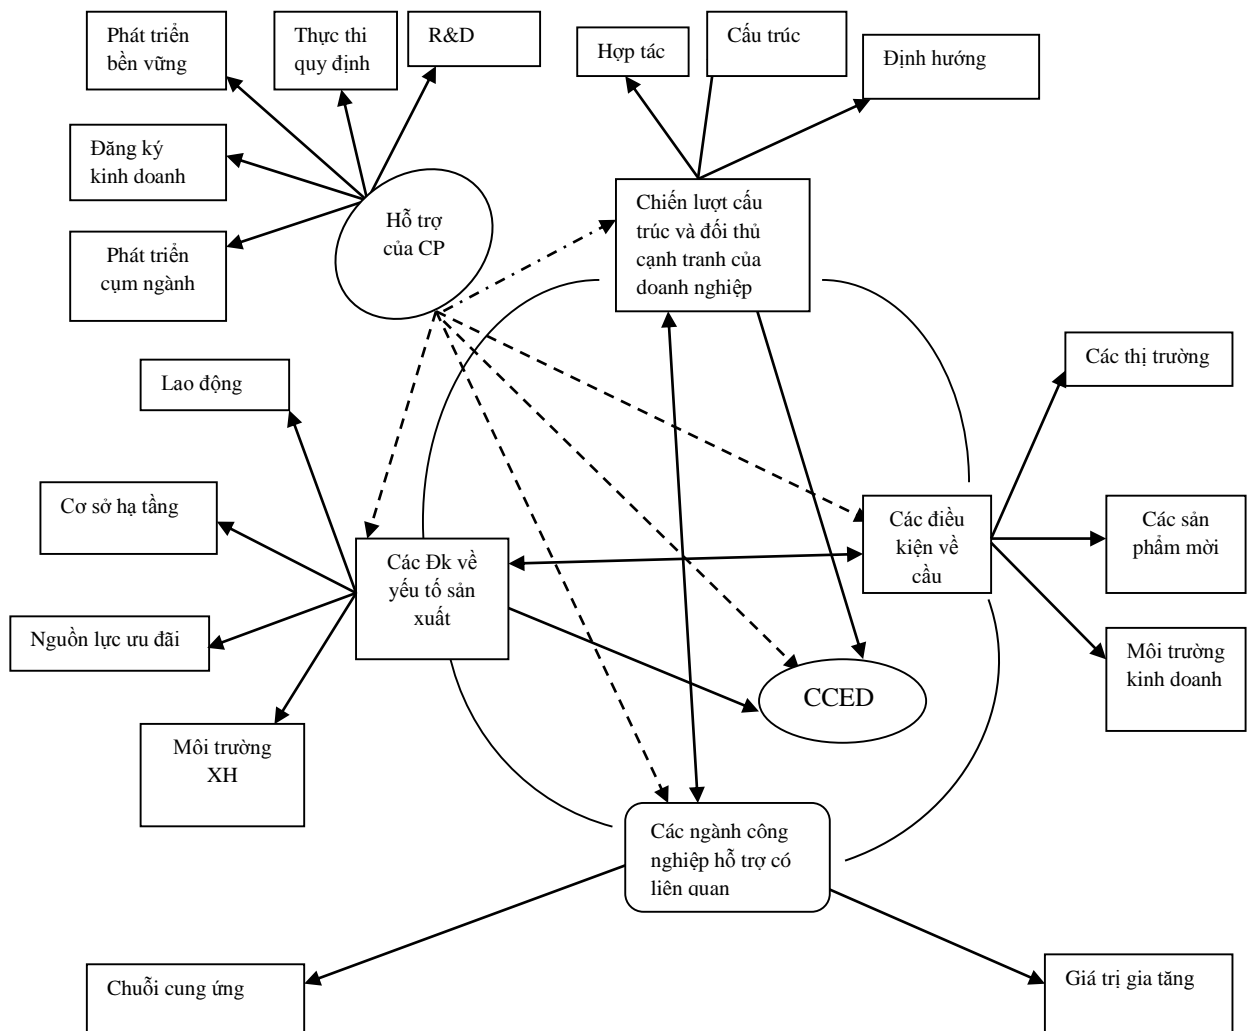 Phát triển
bền vững
Thực thi
quy định
R&D
Hợp tác
Cấu trúc
Định hướng
Đăng ký
kinh doanh
Phát triển
cụm ngành
Hỗ trợ
của CP
Chiến lượt cấu
trúc và đối thủ
cạnh tranh của
doanh nghiệp
Lao động
Các thị trường
Cơ sở hạ tầng
Các Đk về
yếu tố sản
xuất
Các điều
kiện về
cầu
Các sản
phẩm mời
Nguồn lực ưu đãi
Môi trường
kinh doanh
CCED
Môi trường
XH
Các ngành công
nghiệp hỗ trợ có
liên quan
Chuỗi cung ứng
Giá trị gia tăng